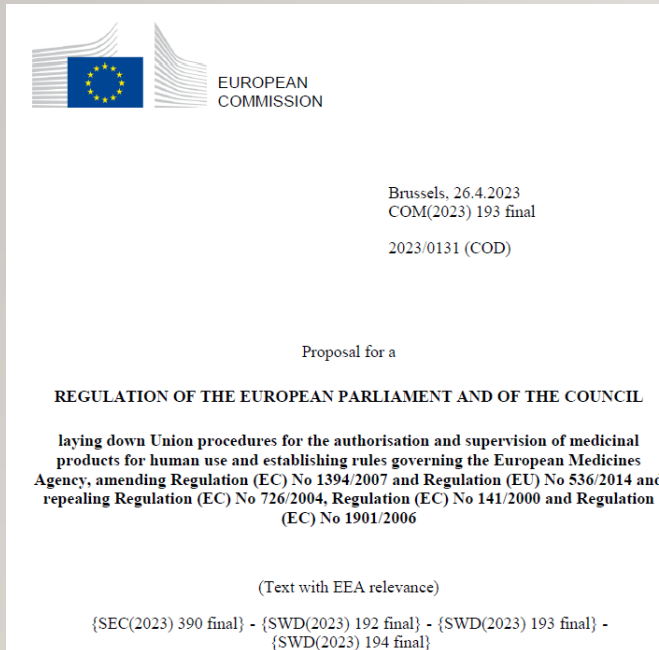 EUROPEAN
COMMISSION
Brussels, 26.4.2023
COM(2023) 193 final
2023/0131 (COD)
Proposal for a
REGULATION OF THE EUROPEAN PARLIAMENT AND OF THE COUNCIL
laying down Union procedures for the authorisation and supervision of medicinal
products for human use and establishing rules governing the European Medicines
Agency, amending Regulation (EC) No 1394/2007 and Regulation (EU) No 536/2014 and
repealing Regulation (EC) No 726/2004, Regulation (EC) No 141/2000 and Regulation
(EC) No 1901/2006
(Text with EEA relevance)
{SEC(2023) 390 final} - {SWD(2023) 192 final} - {SWD(2023) 193 final} -
{SWD(2023) 194 final}